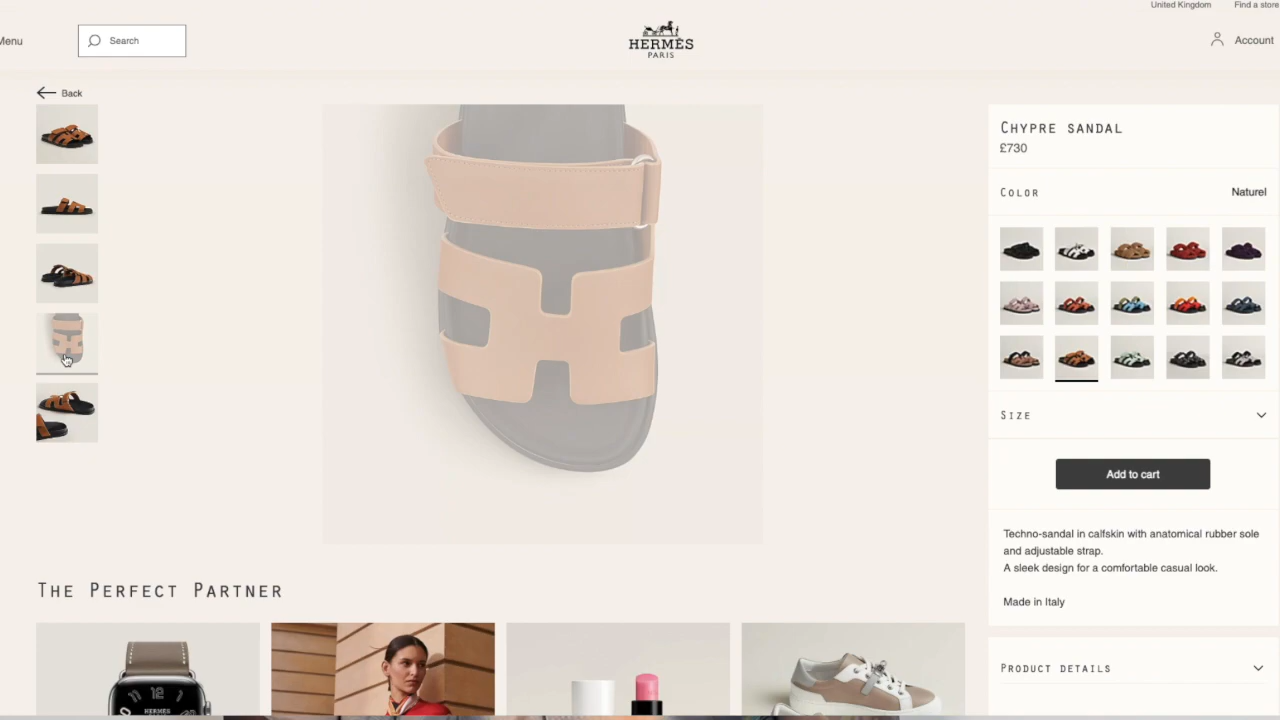 United Kingdom
Find a store
Menu
Search
HERMÈS
PARIS
Account
Back
CHYPRE SANDAL
£730
COLOR
Naturel
SIZE
Add to cart
Techno-sandal in calfskin with anatomical rubber sole
and adjustable strap.
A sleek design for a comfortable casual look.
Made in Italy
THE PERFECT PARTNER
12
HERMÈS
PRODUCT DETAILS